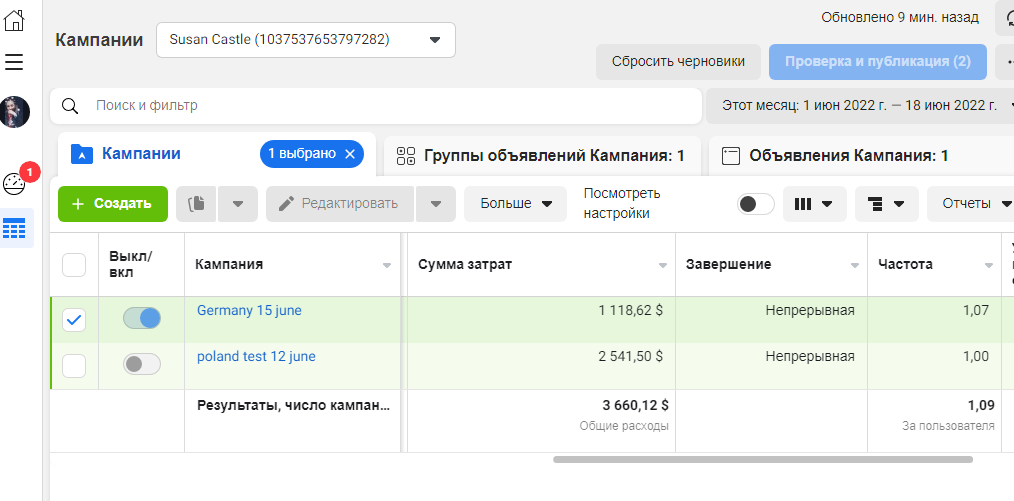 Обновлено 9 мин. назад
Кампании
Susan Castle (1037537653797282)
Сбросить черновики
Проверка и публикация (2)
Поиск и фильтр
Этот месяц: 1 июн 2022 г. — 18 июн 2022 г.
Кампании
1 выбрано
Группы объявлений Кампания: 1
Объявления Кампания: 1
1
+ Создать
Редактировать
Больше
Посмотреть
настройки
Отчеты
Выкл/
вкл
Кампания
Сумма затрат
Завершение
Частота
Germany 15 june
1 118,62 $
Непрерывная
1,07
poland test 12 june
2 541,50 $
Непрерывная
1,00
Результаты, число кампан...
3 660,12 $
1,09
Общие расходы
За пользователя